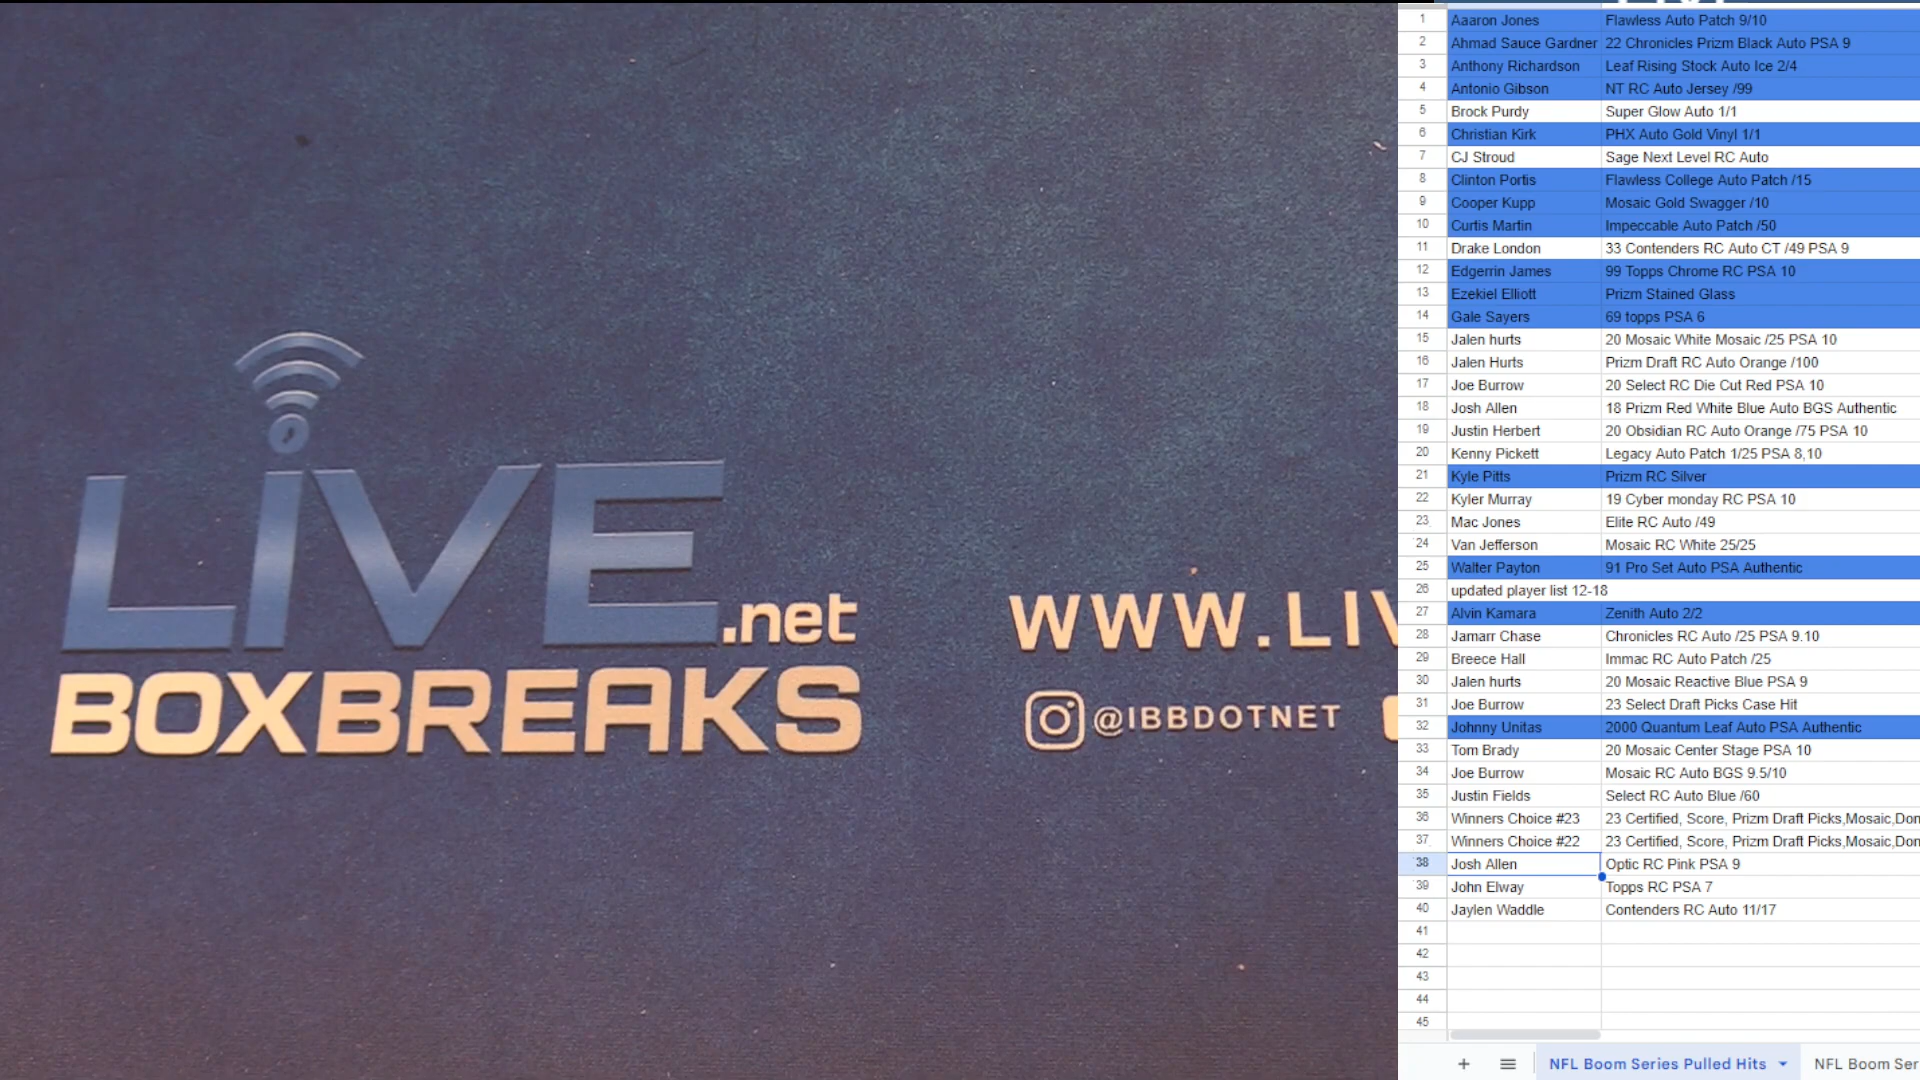 LIVE.net
BOXBREAKS
WWW.LIV
@IBBDOTNET
1 Aaaron Jones Flawless Auto Patch 9/10
2 Ahmad Sauce Gardner 22 Chronicles Prizm Black Auto PSA 9
3 Anthony Richardson Leaf Rising Stock Auto Ice 2/4
4 Antonio Gibson NT RC Auto Jersey /99
5 Brock Purdy Super Glow Auto 1/1
6 Christian Kirk PHX Auto Gold Vinyl 1/1
7 CJ Stroud Sage Next Level RC Auto
8 Clinton Portis Flawless College Auto Patch /15
9 Cooper Kupp Mosaic Gold Swagger /10
10 Curtis Martin Impeccable Auto Patch /50
11 Drake London 33 Contenders RC Auto CT /49 PSA 9
12 Edgerrin James 99 Topps Chrome RC PSA 10
13 Ezekiel Elliott Prizm Stained Glass
14 Gale Sayers 69 topps PSA 6
15 Jalen hurts 20 Mosaic White Mosaic /25 PSA 10
16 Jalen Hurts Prizm Draft RC Auto Orange /100
17 Joe Burrow 20 Select RC Die Cut Red PSA 10
18 Josh Allen 18 Prizm Red White Blue Auto BGS Authentic
19 Justin Herbert 20 Obsidian RC Auto Orange /75 PSA 10
20 Kenny Pickett Legacy Auto Patch 1/25 PSA 8,10
21 Kyle Pitts Prizm RC Silver
22 Kyler Murray 19 Cyber monday RC PSA 10
23 Mac Jones Elite RC Auto /49
24 Van Jefferson Mosaic RC White 25/25
25 Walter Payton 91 Pro Set Auto PSA Authentic
26 updated player list 12-18
27 Alvin Kamara Zenith Auto 2/2
28 Jamarr Chase Chronicles RC Auto /25 PSA 9.10
29 Breece Hall Immac RC Auto Patch /25
30 Jalen hurts 20 Mosaic Reactive Blue PSA 9
31 Joe Burrow 23 Select Draft Picks Case Hit
32 Johnny Unitas 2000 Quantum Leaf Auto PSA Authentic
33 Tom Brady 20 Mosaic Center Stage PSA 10
34 Joe Burrow Mosaic RC Auto BGS 9.5/10
35 Justin Fields Select RC Auto Blue /60
36 Winners Choice #23 23 Certified, Score, Prizm Draft Picks,Mosaic,Don
37 Winners Choice #22 23 Certified, Score, Prizm Draft Picks,Mosaic,Don
38 Josh Allen Optic RC Pink PSA 9
39 John Elway Topps RC PSA 7
40 Jaylen Waddle Contenders RC Auto 11/17
41
42
43
44
45
NFL Boom Series Pulled Hits NFL Boom Ser